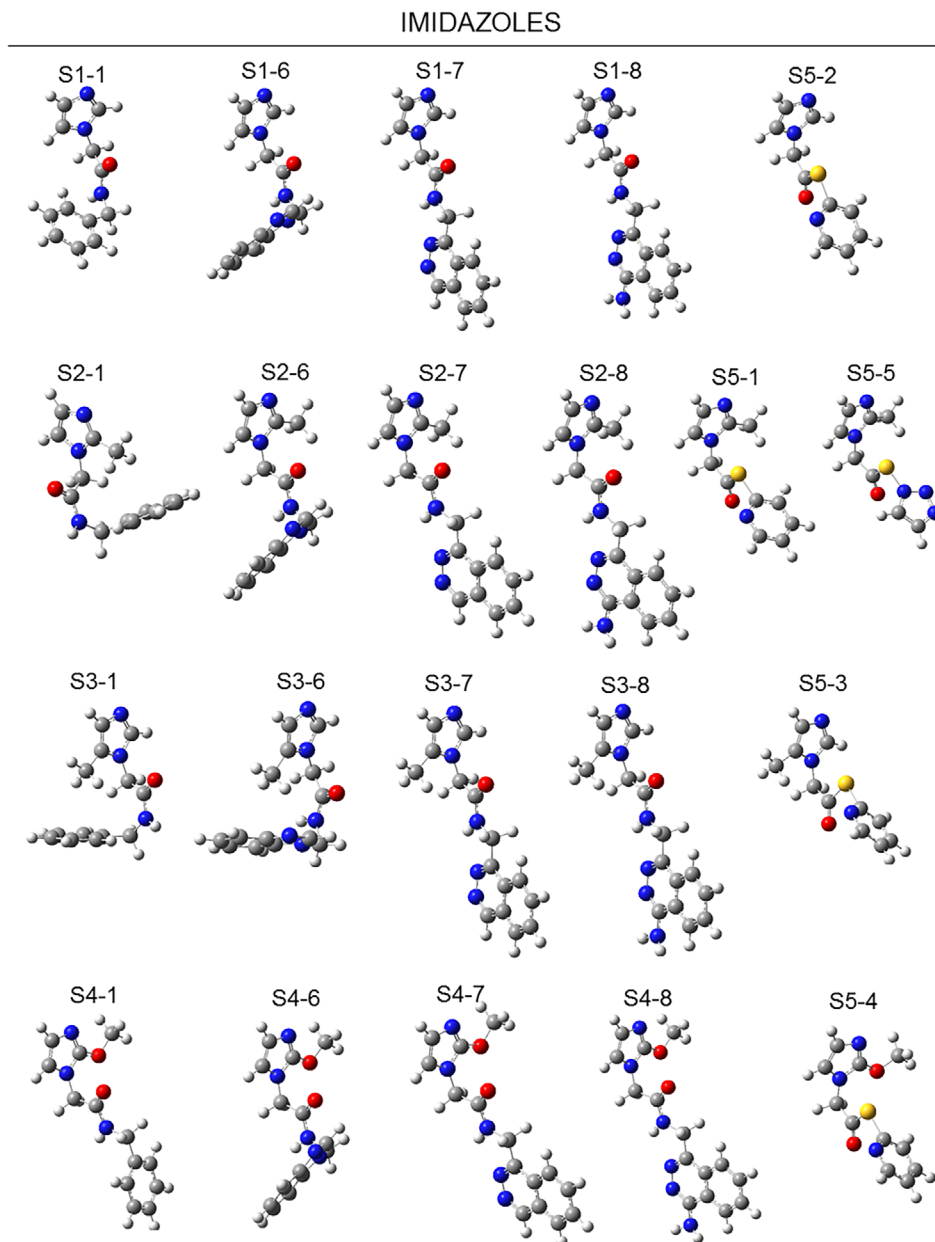 IMIDAZOLES
S1-1 S1-6 S1-7 S1-8 S5-2
S2-1 S2-6 S2-7 S2-8 S5-1 S5-5
S3-1 S3-6 S3-7 S3-8 S5-3
S4-1 S4-6 S4-7 S4-8 S5-4